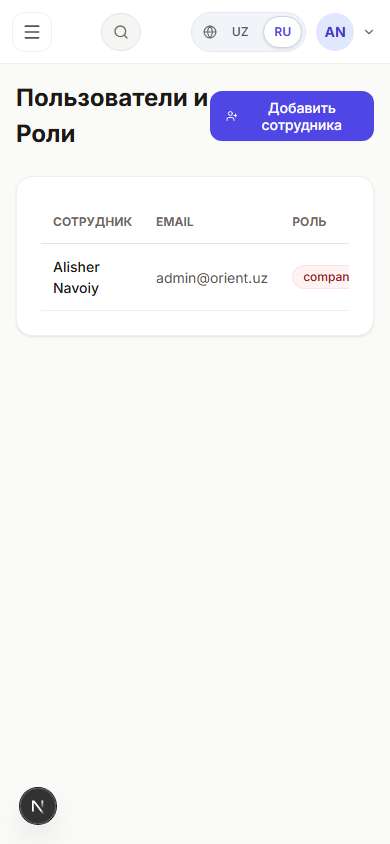 UZ RU AN
Пользователи и
Роли
Добавить
сотрудника
СОТРУДНИК EMAIL РОЛЬ
Alisher
Navoiy
admin@orient.uz
compan
N